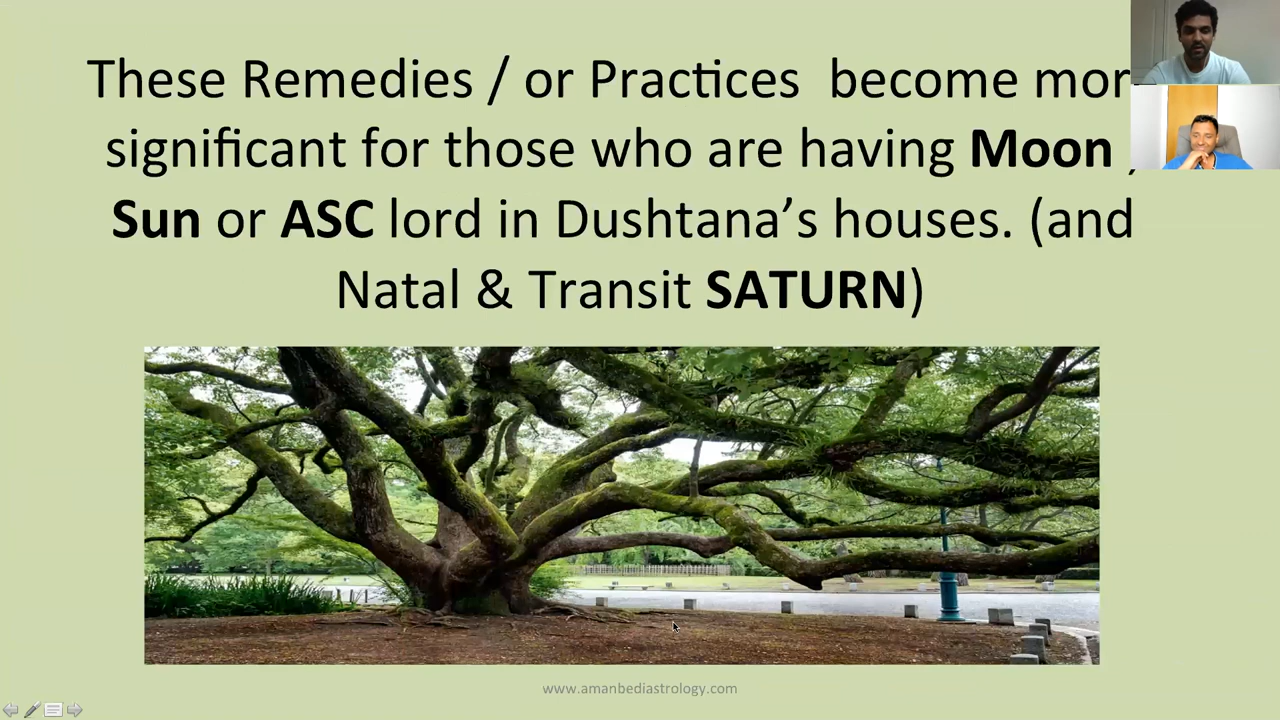 These Remedies / or Practices become mor
significant for those who are having Moon ,
Sun or ASC lord in Dushtana’s houses. (and
Natal & Transit SATURN)
www.amanbediastrology.com